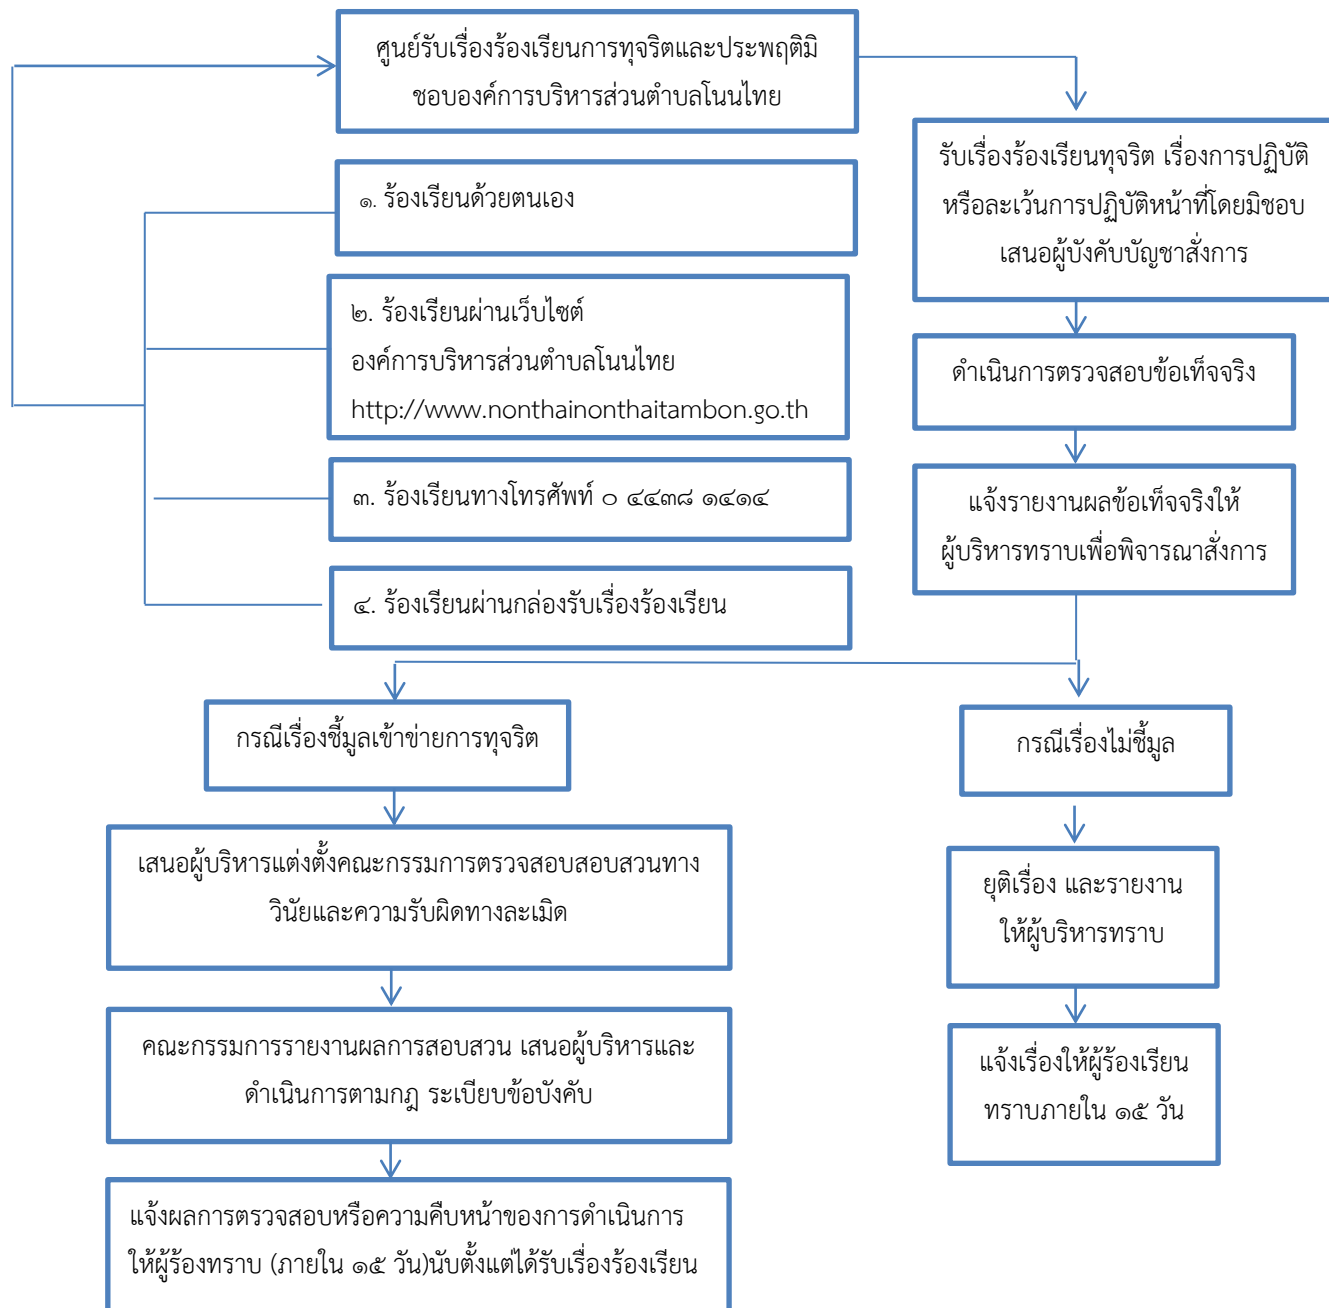 ศูนย์รับเรื่องร้องเรียนการทุจริตและประพฤติมิ
ชอบองค์การบริหารส่วนตำบลโนนไทย
๑. ร้องเรียนด้วยตนเอง
๒. ร้องเรียนผ่านเว็บไซต์
องค์การบริหารส่วนตำบลโนนไทย
http://www.nonthainonthaitambon.go.th
๓. ร้องเรียนทางโทรศัพท์ ๐ ๔๔๓๘ ๑๔๑๔
๔. ร้องเรียนผ่านกล่องรับเรื่องร้องเรียน
รับเรื่องร้องเรียนทุจริต เรื่องการปฏิบัติ
หรือละเว้นการปฏิบัติหน้าที่โดยมิชอบ
เสนอผู้บังคับบัญชาสั่งการ
ดำเนินการตรวจสอบข้อเท็จจริง
แจ้งรายงานผลข้อเท็จจริงให้
ผู้บริหารทราบเพื่อพิจารณาสั่งการ
กรณีเรื่องชี้มูลเข้าข่ายการทุจริต
เสนอผู้บริหารแต่งตั้งคณะกรรมการตรวจสอบสอบสวนทาง
วินัยและความรับผิดทางละเมิด
คณะกรรมการรายงานผลการสอบสวน เสนอผู้บริหารและ
ดำเนินการตามกฎ ระเบียบข้อบังคับ
แจ้งผลการตรวจสอบหรือความคืบหน้าของการดำเนินการ
ให้ผู้ร้องทราบ (ภายใน ๑๕ วัน)นับตั้งแต่ได้รับเรื่องร้องเรียน
กรณีเรื่องไม่ชี้มูล
ยุติเรื่อง และรายงาน
ให้ผู้บริหารทราบ
แจ้งเรื่องให้ผู้ร้องเรียน
ทราบภายใน ๑๕ วัน